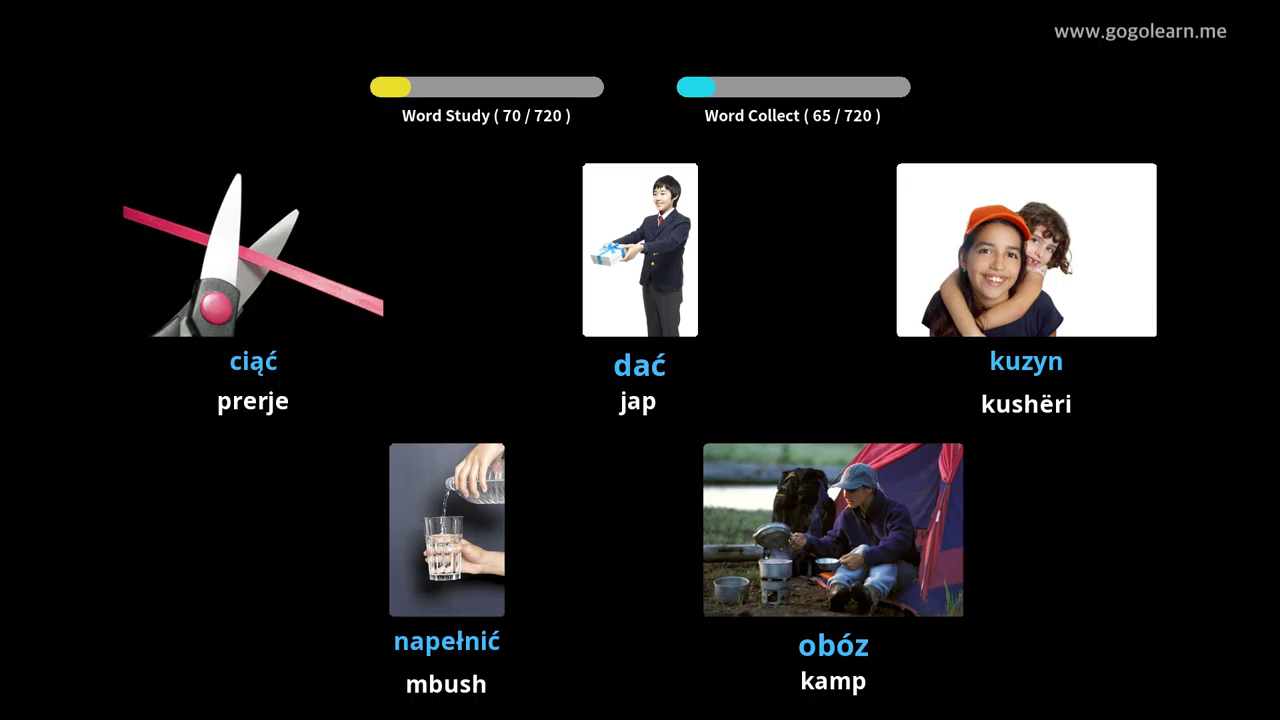 www.gogolearn.me
Word Study ( 70 / 720 )
Word Collect ( 65 / 720 )
ciąć
prerje
dać
jap
kuzyn
kushëri
napełnić
mbush
obóz
kamp